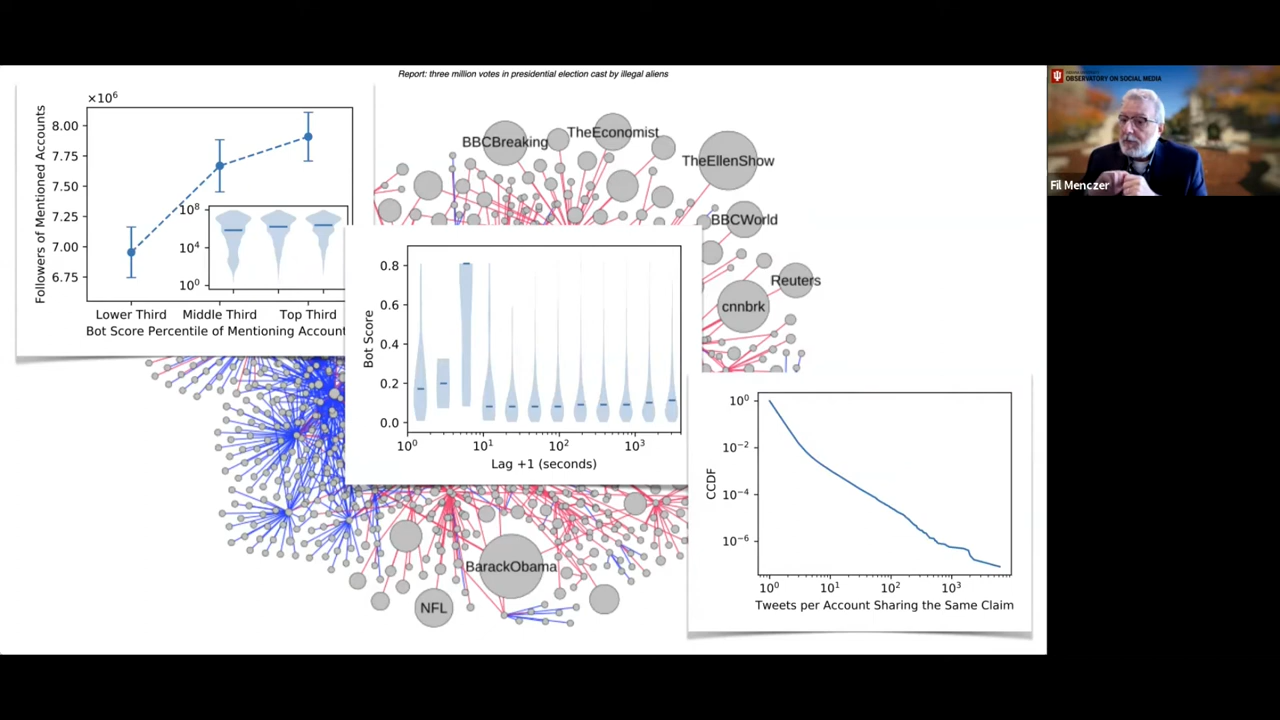 Report: three million votes in presidential election cast by illegal aliens
OBSERVATORY ON SOCIAL MEDIA
Fil Menczer
×10⁶
Followers of Mentioned Accounts
8.00
7.75
7.50
7.25
7.00
6.75
10⁸
10⁴
10⁰
Lower Third
Middle Third
Top Third
Bot Score Percentile of Mentioning Account
BBCBreaking
TheEconomist
TheEllenShow
BBCWorld
Reuters
cnnbrk
Bot Score
0.8
0.6
0.4
0.2
0.0
10⁰
10¹
10²
10³
Lag +1 (seconds)
BarackObama
NFL
CCDF
10⁰
10⁻²
10⁻⁴
10⁻⁶
10⁰
10¹
10²
10³
Tweets per Account Sharing the Same Claim